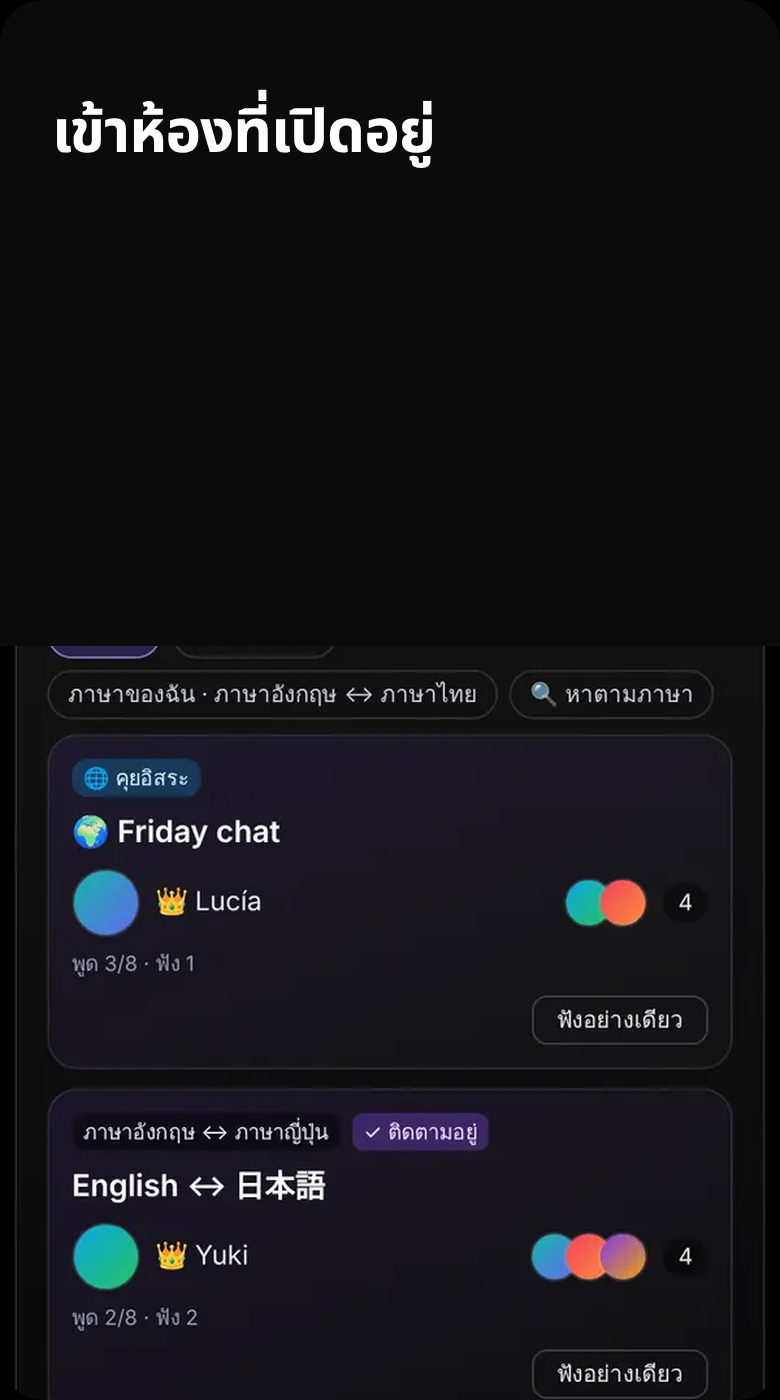 เข้าห้องที่เปิดอยู่
ภาษาของฉัน · ภาษาอังกฤษ ↔ ภาษาไทย
🔍 หาตามภาษา
🌐 คุยอิสระ
🌍 Friday chat
👑 Lucía
4
พูด 3/8 · ฟัง 1
ฟังอย่างเดียว
ภาษาอังกฤษ ↔ ภาษาญี่ปุ่น
✓ ติดตามอยู่
English ↔ 日本語
👑 Yuki
4
พูด 2/8 · ฟัง 2
ฟังอย่างเดียว